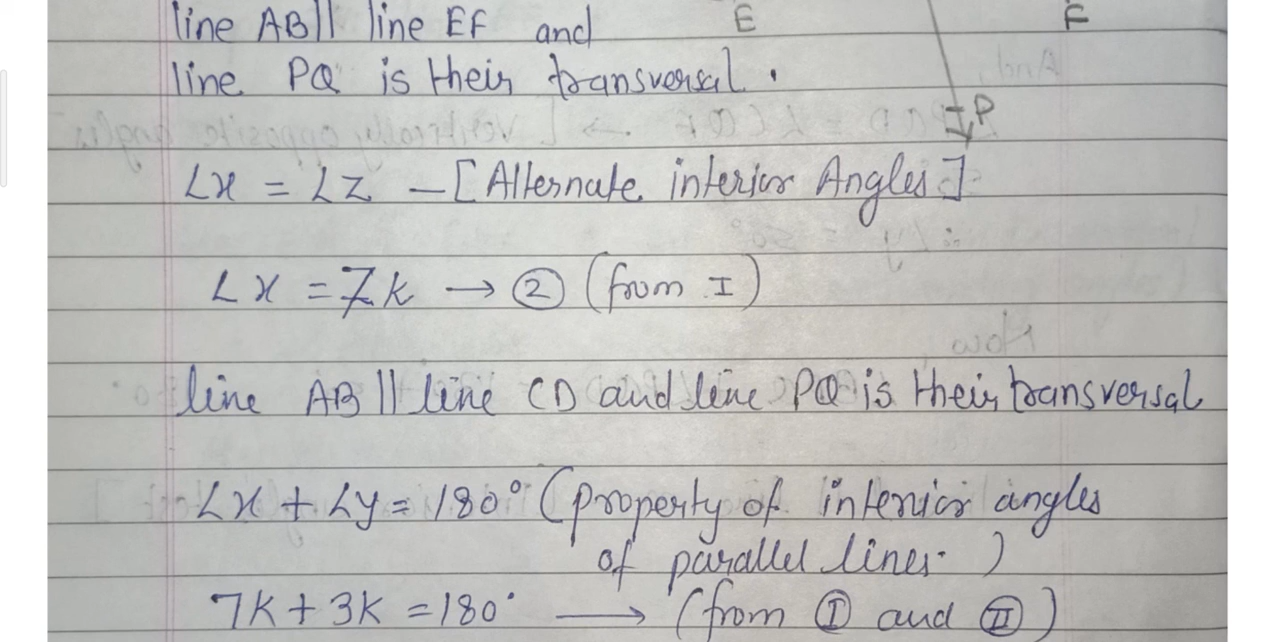 line AB || line EF and E F
line PQ is their transversal. P
∠x = ∠z – [Alternate interior Angles]
∠x = 7k → ② (from I)
line AB || line CD and line PQ is their transversal
∠x + ∠y = 180° (property of interior angles
of parallel lines.)
7K + 3K = 180° ⟶ (from Ⓘ and Ⓘ Ⓘ)